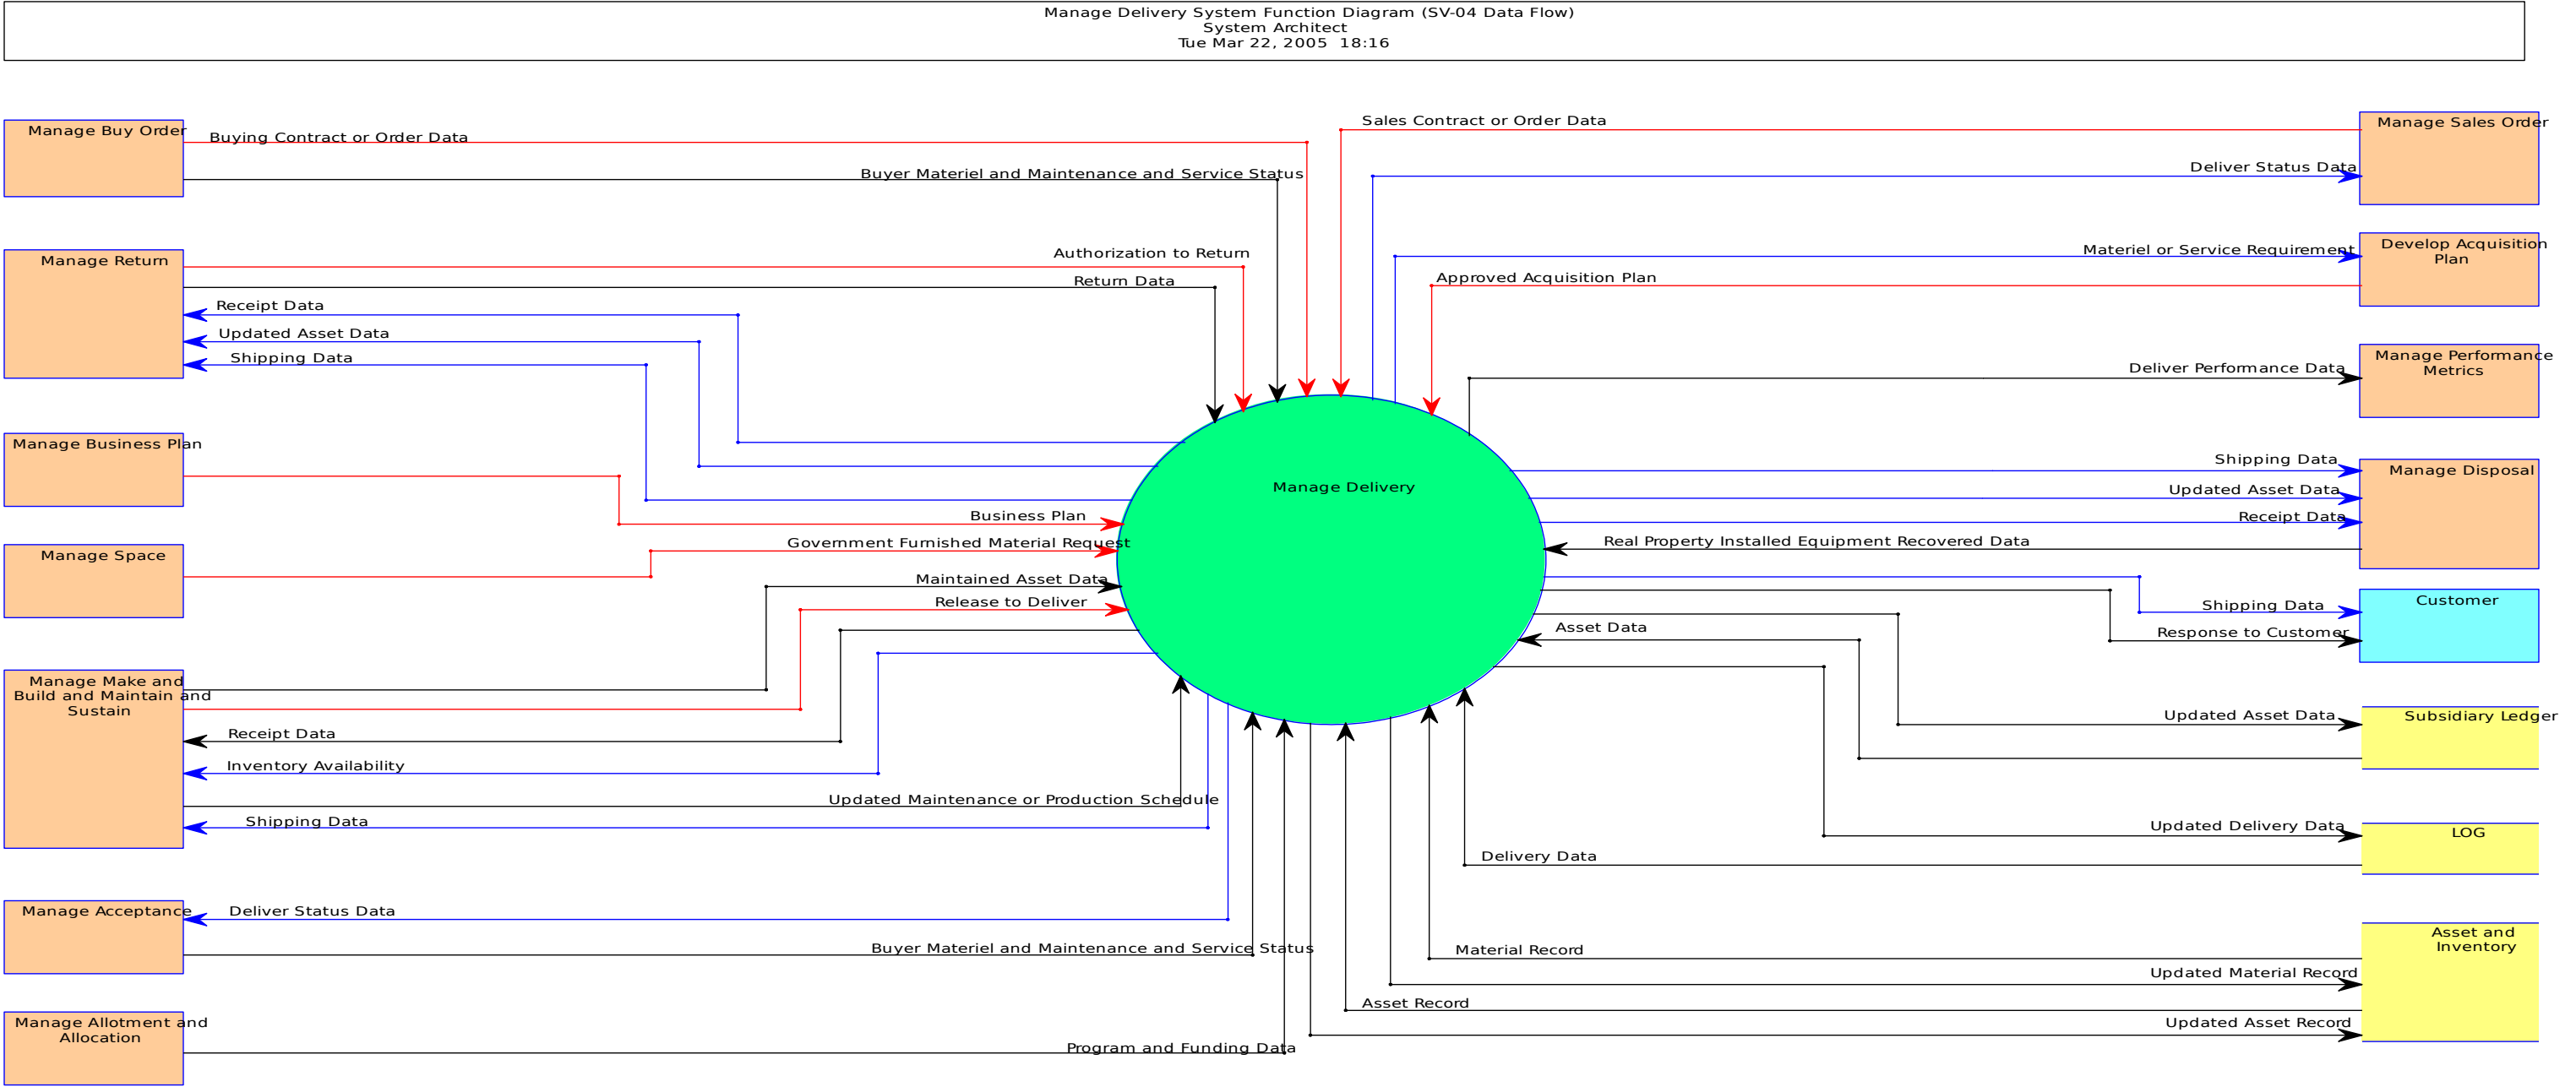 Manage Delivery System Function Diagram (SV-04 Data Flow)
System Architect
Tue Mar 22, 2005  18:16
Manage Buy Order
Buying Contract or Order Data
Buyer Materiel and Maintenance and Service Status
Sales Contract or Order Data
Manage Sales Order
Deliver Status Data
Manage Return
Authorization to Return
Return Data
Receipt Data
Updated Asset Data
Shipping Data
Materiel or Service Requirement
Develop Acquisition
Plan
Approved Acquisition Plan
Deliver Performance Data
Manage Performance
Metrics
Manage Business Plan
Business Plan
Manage Delivery
Shipping Data
Manage Disposal
Updated Asset Data
Receipt Data
Real Property Installed Equipment Recovered Data
Manage Space
Government Furnished Material Request
Maintained Asset Data
Release to Deliver
Shipping Data
Customer
Response to Customer
Asset Data
Manage Make and
Build and Maintain and
Sustain
Receipt Data
Inventory Availability
Updated Maintenance or Production Schedule
Shipping Data
Updated Asset Data
Subsidiary Ledger
Updated Delivery Data
LOG
Delivery Data
Manage Acceptance
Deliver Status Data
Buyer Materiel and Maintenance and Service Status
Material Record
Asset and
Inventory
Updated Material Record
Asset Record
Updated Asset Record
Manage Allotment and
Allocation
Program and Funding Data